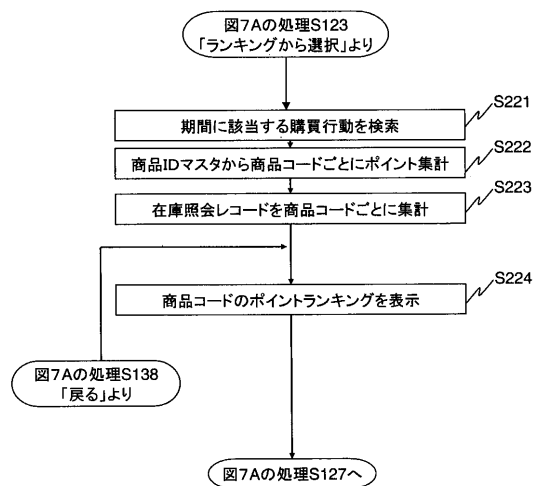 図7Aの処理S123
「ランキングから選択」より
S221
期間に該当する購買行動を検索
S222
商品IDマスタから商品コードごとにポイント集計
S223
在庫照会レコードを商品コードごとに集計
S224
商品コードのポイントランキングを表示
図7Aの処理S138
「戻る」より
図7Aの処理S127へ